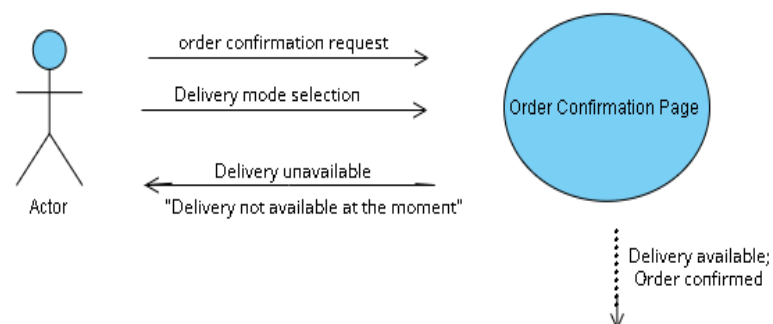 order confirmation request
Delivery mode selection
Order Confirmation Page
Delivery unavailable
"Delivery not available at the moment"
Actor
Delivery available;
Order confirmed